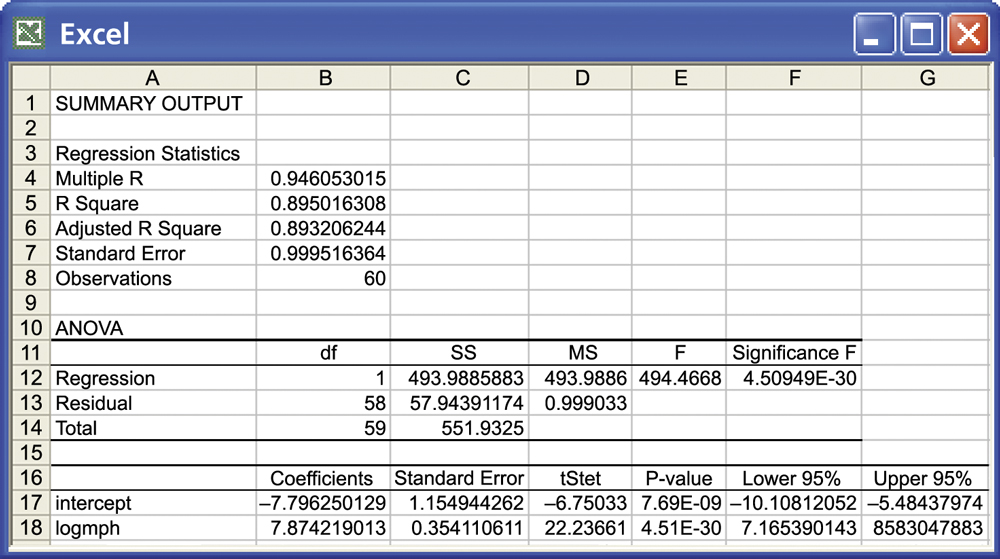 Excel
A B C D E F G
1 SUMMARY OUTPUT
2
3 Regression Statistics
4 Multiple R 0.946053015
5 R Square 0.895016308
6 Adjusted R Square 0.893206244
7 Standard Error 0.999516364
8 Observations 60
9
10 ANOVA
11 df SS MS F Significance F
12 Regression 1 493.9885883 493.9886 494.4668 4.50949E-30
13 Residual 58 57.94391174 0.999033
14 Total 59 551.9325
15
16 Coefficients Standard Error tStet P-value Lower 95% Upper 95%
17 intercept –7.796250129 1.154944262 –6.75033 7.69E-09 –10.10812052 –5.48437974
18 logmph 7.874219013 0.354110611 22.23661 4.51E-30 7.165390143 8583047883